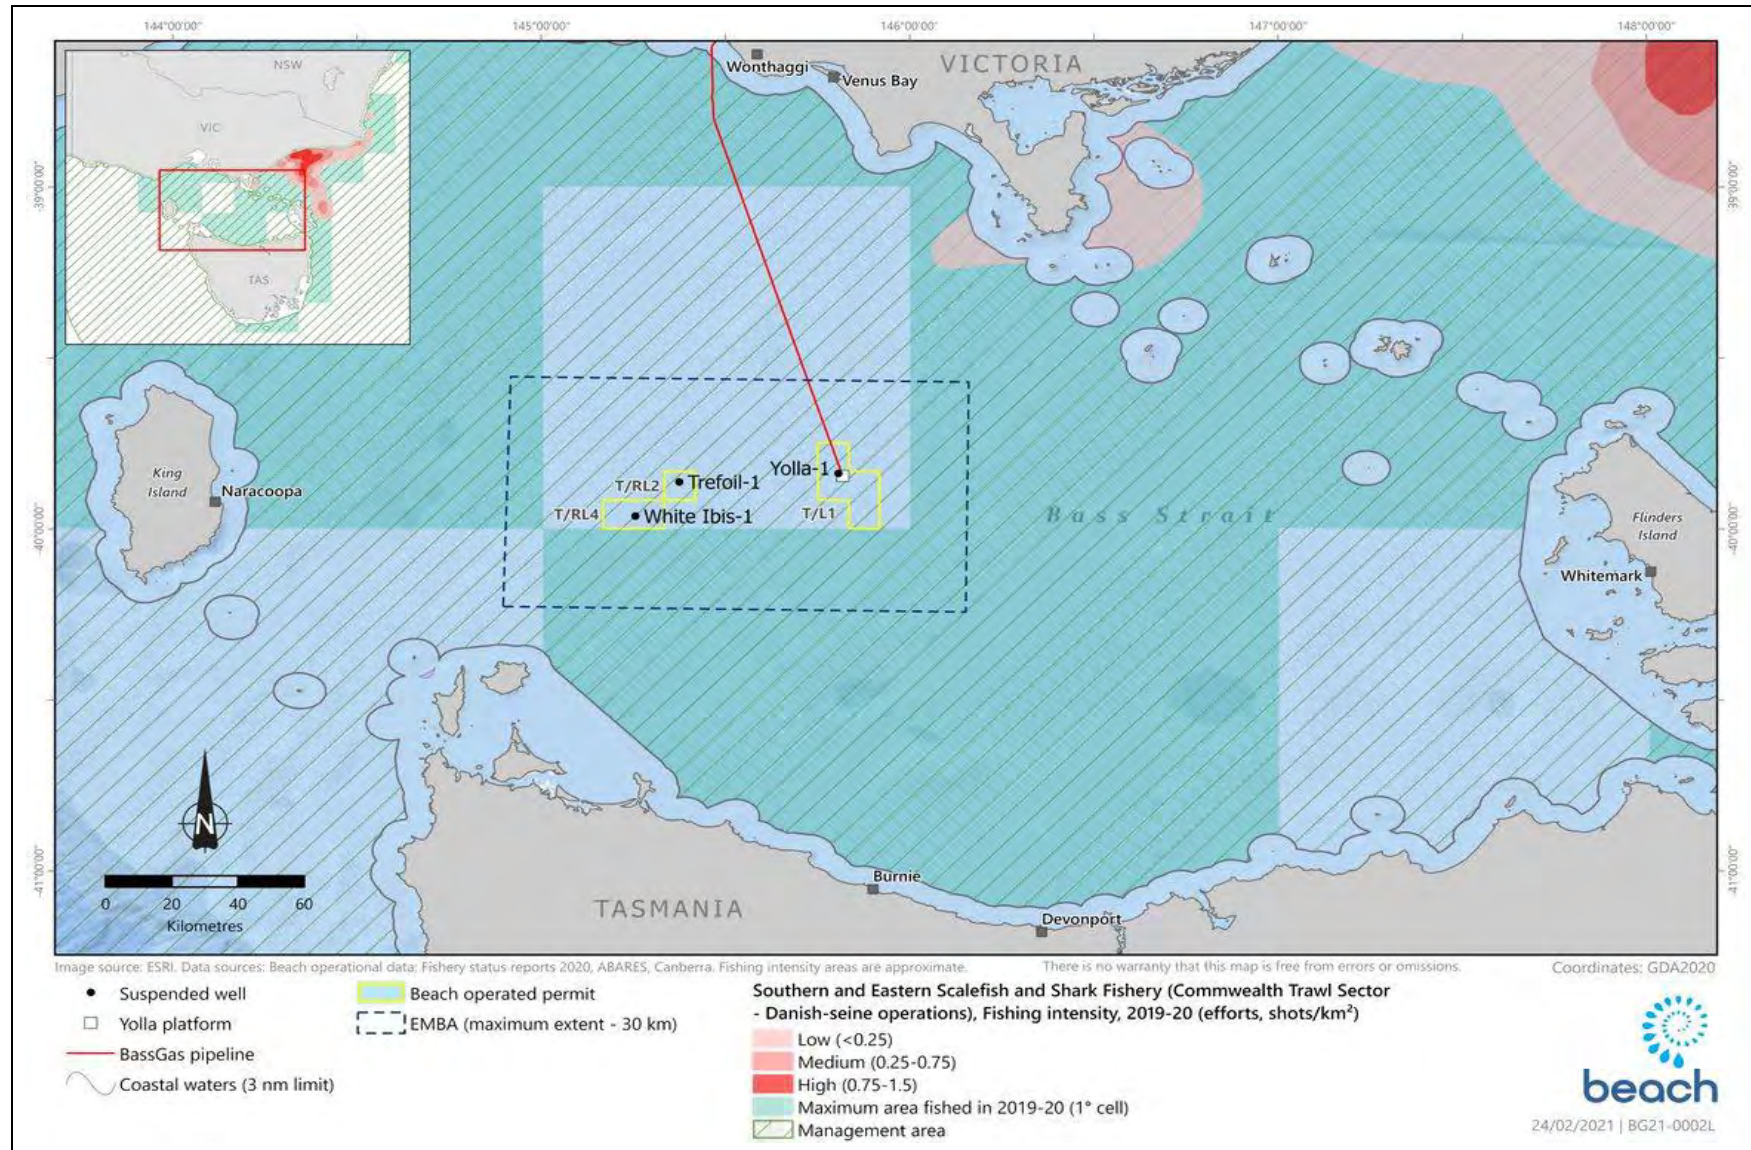 144°00'00" 145°00'00" 146°00'00" 147°00'00" 148°00'00"
NSW
VIC
TAS
Wonthaggi
Venus Bay
VICTORIA
-39°00'00"
-39°00'00"
King
Island
Naracoopa
Yolla-1
T/RL2
Trefoil-1
T/RL4
White Ibis-1
T/L1
Bass Strait
-40°00'00"
-40°00'00"
Flinders
Island
Whitemark
N
-41°00'00"
-41°00'00"
0 20 40 60
Kilometres
TASMANIA
Burnie
Devonport
Image source: ESRI. Data sources: Beach operational data; Fishery status reports 2020, ABARES, Canberra. Fishing intensity areas are approximate.
There is no warranty that this map is free from errors or omissions.
Coordinates: GDA2020
Suspended well
Yolla platform
BassGas pipeline
Coastal waters (3 nm limit)
Beach operated permit
EMBA (maximum extent - 30 km)
Southern and Eastern Scalefish and Shark Fishery (Commwealth Trawl Sector
- Danish-seine operations), Fishing intensity, 2019-20 (efforts, shots/km²)
Low (<0.25)
Medium (0.25-0.75)
High (0.75-1.5)
Maximum area fished in 2019-20 (1° cell)
Management area
beach
24/02/2021 | BG21-0002L